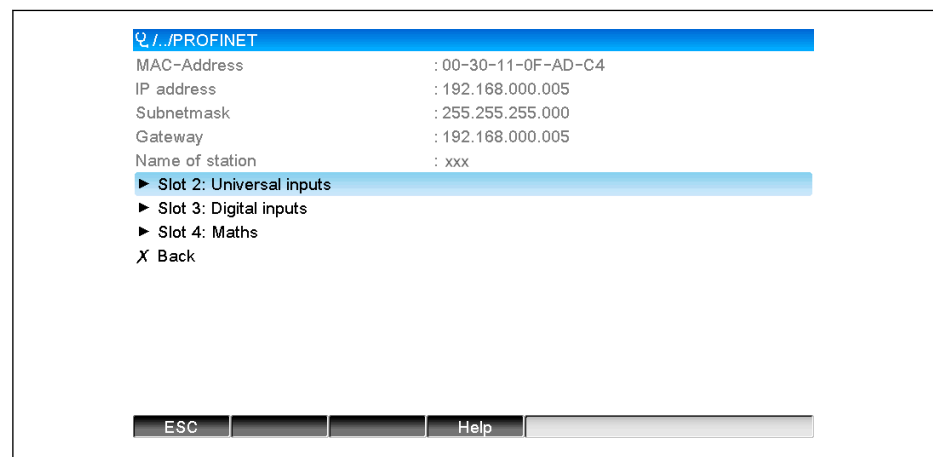 /../PROFINET
MAC-Address : 00-30-11-0F-AD-C4
IP address : 192.168.000.005
Subnetmask : 255.255.255.000
Gateway : 192.168.000.005
Name of station : xxx
► Slot 2: Universal inputs
► Slot 3: Digital inputs
► Slot 4: Maths
X Back
ESC Help